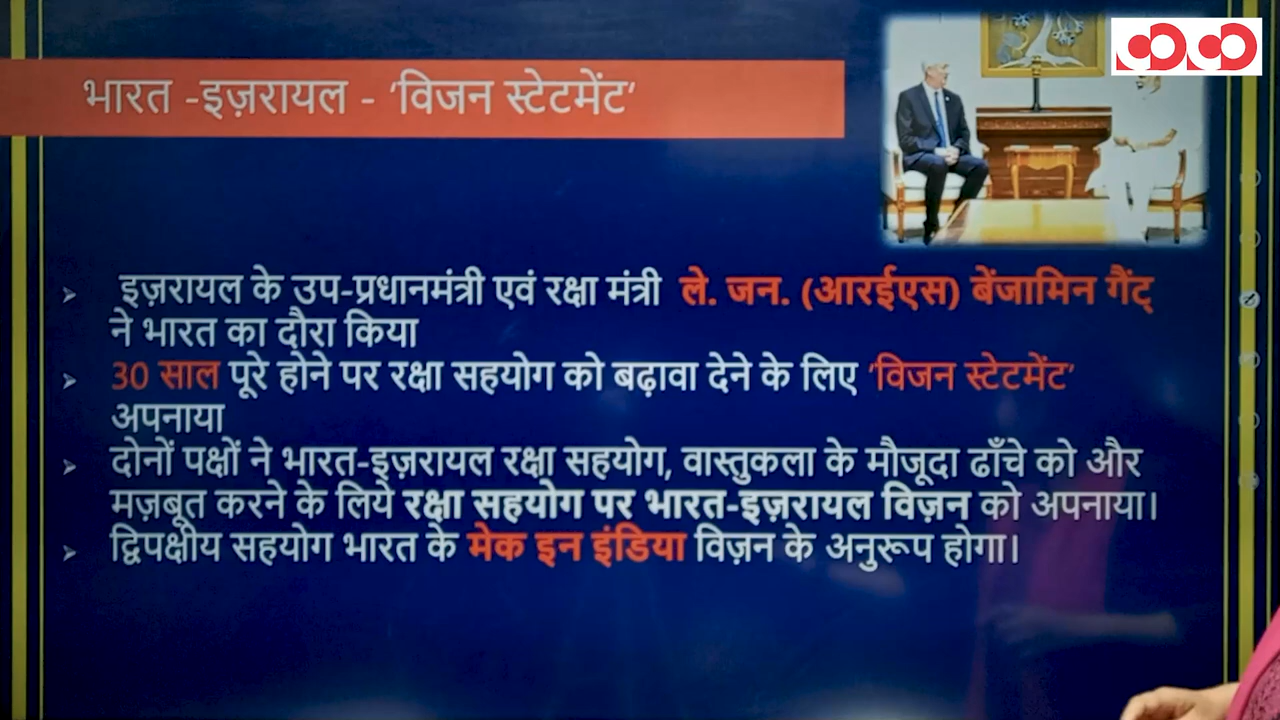 भारत -इज़रायल - ‘विजन स्टेटमेंट’
इज़रायल के उप-प्रधानमंत्री एवं रक्षा मंत्री ले. जन. (आरईएस) बेंजामिन गैंट्
ने भारत का दौरा किया
30 साल पूरे होने पर रक्षा सहयोग को बढ़ावा देने के लिए ‘विजन स्टेटमेंट’
अपनाया
दोनों पक्षों ने भारत-इज़रायल रक्षा सहयोग, वास्तुकला के मौजूदा ढाँचे को और
मज़बूत करने के लिये रक्षा सहयोग पर भारत-इज़रायल विज़न को अपनाया।
द्विपक्षीय सहयोग भारत के मेक इन इंडिया विज़न के अनुरूप होगा।